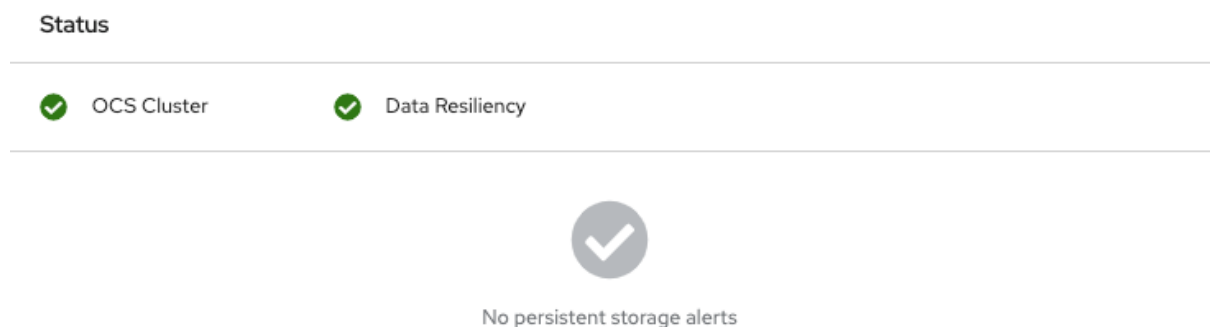 Status
OCS Cluster Data Resiliency
No persistent storage alerts